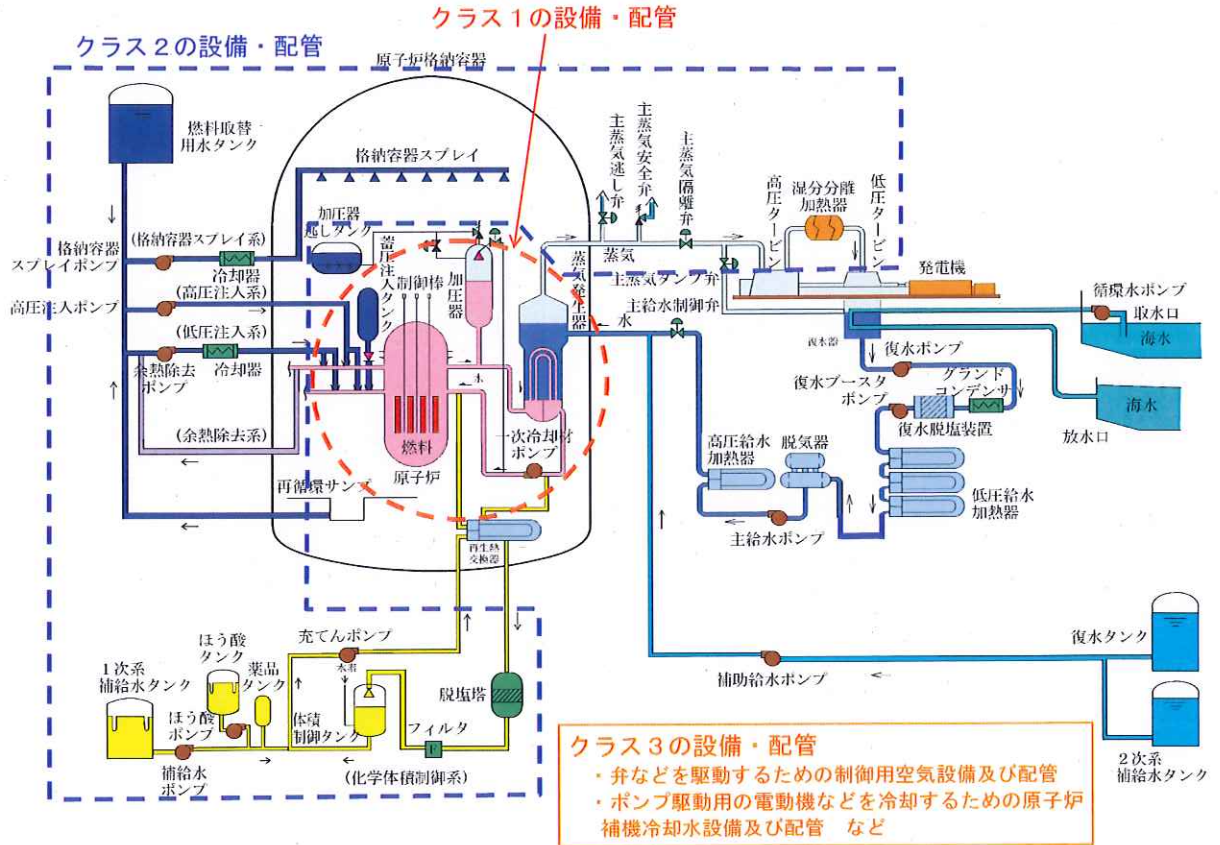 クラス1の設備・配管
クラス2の設備・配管
原子炉格納容器
燃料取替
用水タンク
格納容器スプレイ
主蒸気逃し弁
主蒸気安全弁
主蒸気隔離弁
高圧タービン
湿分分離
加熱器
低圧タービン
加圧器
逃しタンク
格納容器
スプレイポンプ
(格納容器スプレイ系)
冷却器
蓄圧注入タンク
制御棒
加圧器
蒸気発生器
蒸気
主蒸気ダンプ弁
発電機
循環水ポンプ
取水口
海水
高圧注入ポンプ
(高圧注入系)
主給水制御弁
水
復水器
(低圧注入系)
余熱除去
ポンプ
冷却器
水
復水ポンプ
復水ブースタ
ポンプ
グランド
コンデンサ
海水
復水脱塩装置
放水口
(余熱除去系)
燃料
原子炉
一次冷却材
ポンプ
高圧給水
加熱器
脱気器
低圧給水
加熱器
再循環サンプ
再生熱
交換器
主給水ポンプ
充てんポンプ
ほう酸
タンク
薬品
タンク
1次系
補給水タンク
水素
脱塩塔
復水タンク
補助給水ポンプ
ほう酸
ポンプ
体積
制御タンク
フィルタ
F
補給水
ポンプ
(化学体積制御系)
2次系
補給水タンク
クラス3の設備・配管
・弁などを駆動するための制御用空気設備及び配管
・ポンプ駆動用の電動機などを冷却するための原子炉
補機冷却水設備及び配管 など